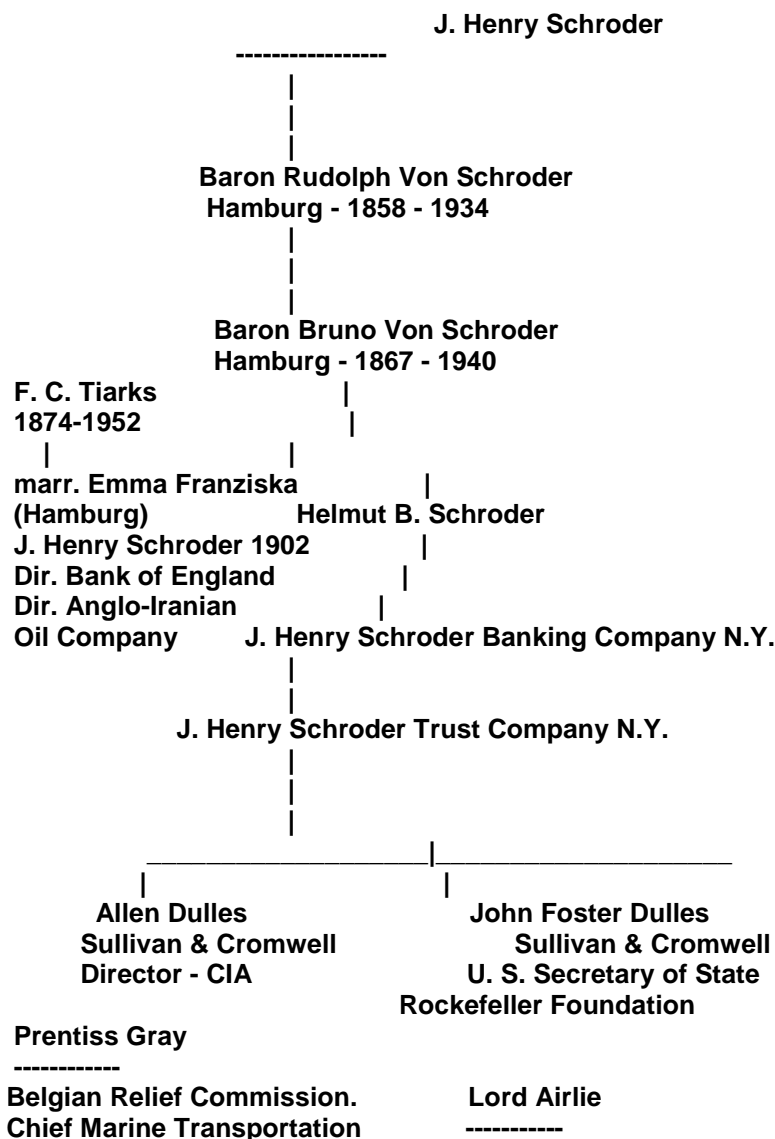 J. Henry Schroder
-----------------
|
|
|
Baron Rudolph Von Schroder
Hamburg - 1858 - 1934
|
|
|
Baron Bruno Von Schroder
Hamburg - 1867 - 1940
F. C. Tiarks |
1874-1952 |
| |
marr. Emma Franziska |
(Hamburg) Helmut B. Schroder
J. Henry Schroder 1902 |
Dir. Bank of England |
Dir. Anglo-Iranian |
Oil Company J. Henry Schroder Banking Company N.Y.
|
|
J. Henry Schroder Trust Company N.Y.
|
|
|
___________________|____________________
| |
Allen Dulles John Foster Dulles
Sullivan & Cromwell Sullivan & Cromwell
Director - CIA U. S. Secretary of State
Rockefeller Foundation
Prentiss Gray
------------
Belgian Relief Commission. Lord Airlie
Chief Marine Transportation -----------